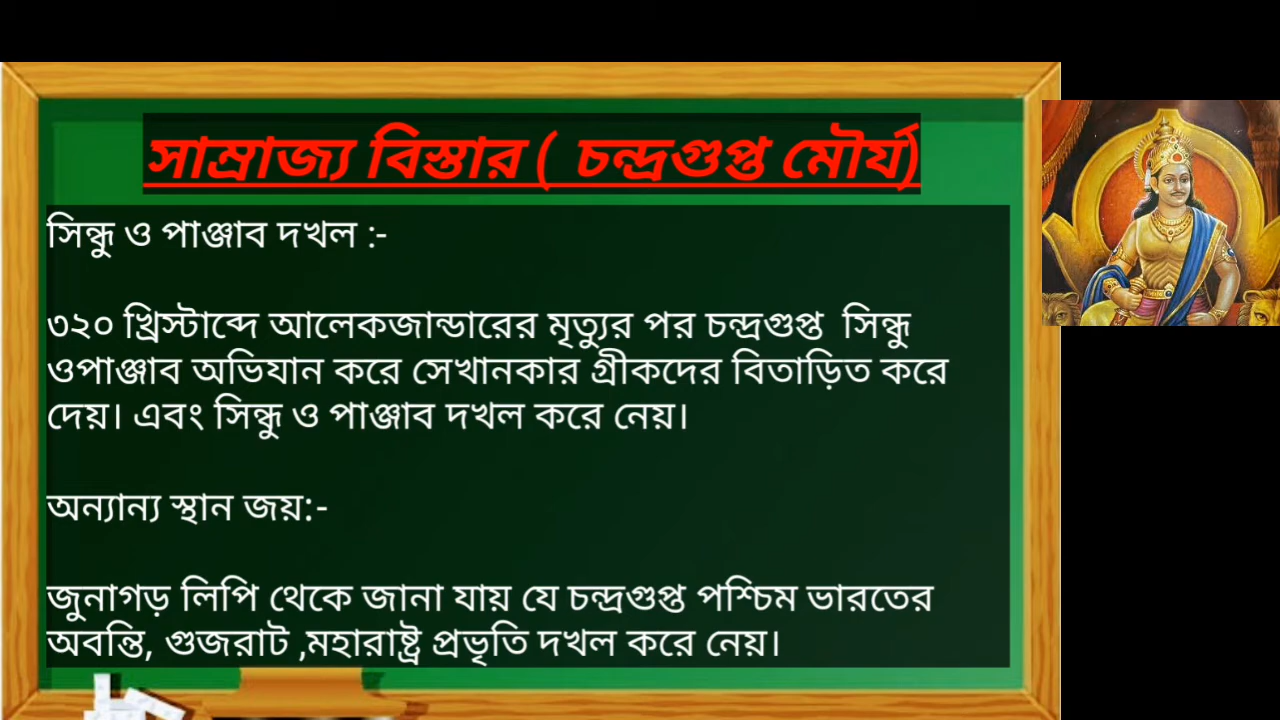 সাম্রাজ্য বিস্তার ( চন্দ্রগুপ্ত মৌর্য)
সিন্ধু ও পাঞ্জাব দখল :-
৩২০ খ্রিস্টাব্দে আলেকজান্ডারের মৃত্যুর পর চন্দ্রগুপ্ত সিন্ধু
ওপাঞ্জাব অভিযান করে সেখানকার গ্রীকদের বিতাড়িত করে
দেয়। এবং সিন্ধু ও পাঞ্জাব দখল করে নেয়।
অন্যান্য স্থান জয়:-
জুনাগড় লিপি থেকে জানা যায় যে চন্দ্রগুপ্ত পশ্চিম ভারতের
অবন্তি, গুজরাট ,মহারাষ্ট্র প্রভৃতি দখল করে নেয়।